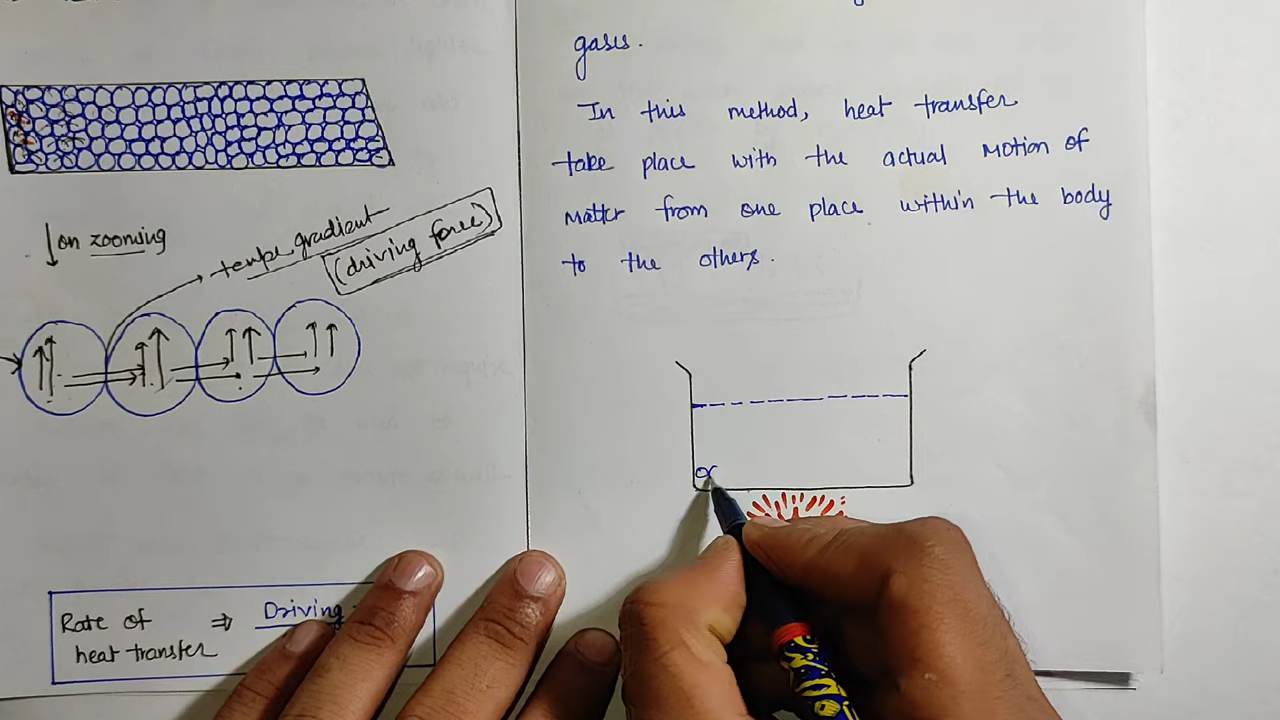 on zooming
tempe gradient
(driving force)
Rate of ⇒ Driving
heat transfer
gases.
In this method, heat transfer
take place with the actual motion of
matter from one place within the body
to the others.